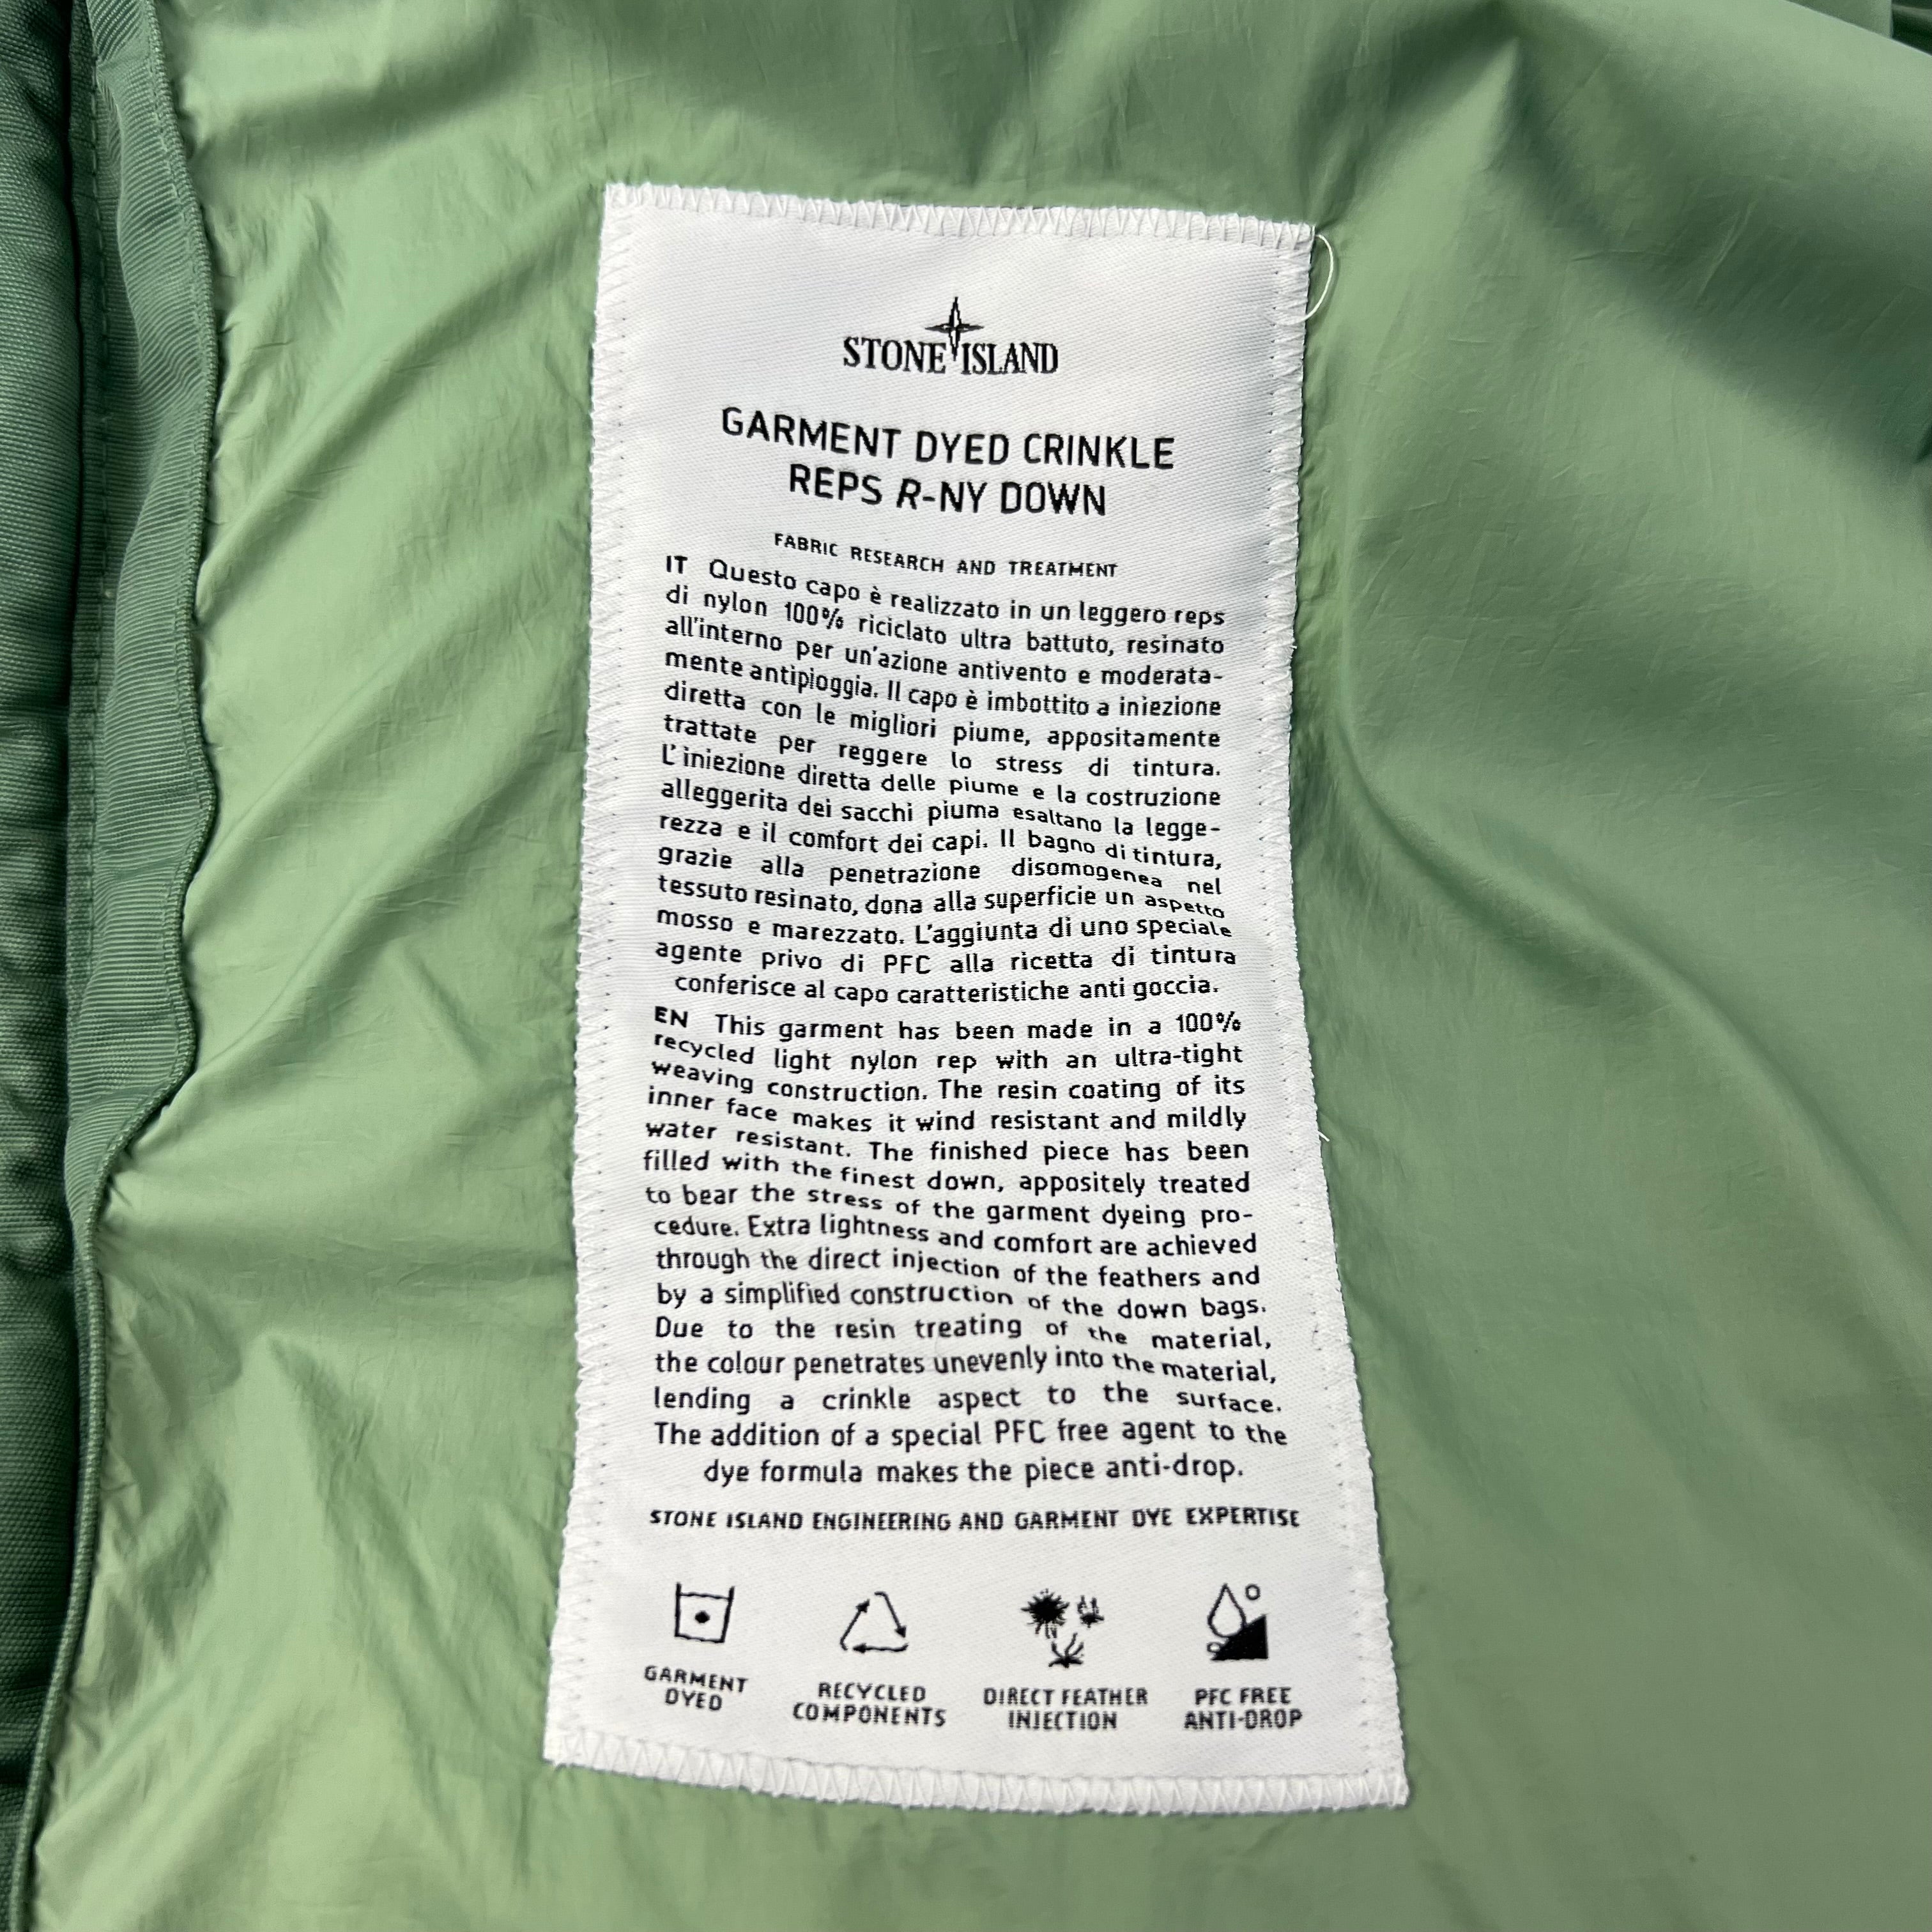 STONE ISLAND
GARMENT DYED CRINKLE
REPS R-NY DOWN
FABRIC RESEARCH AND TREATMENT
IT Questo capo è realizzato in un leggero reps
di nylon 100% riciclato ultra battuto, resinato
all'interno per un'azione antivento e moderata-
mente antipioggia. Il capo è imbottito a iniezione
diretta con le migliori piume, appositamente
trattate per reggere lo stress di tintura.
L'iniezione diretta delle piume e la costruzione
alleggerita dei sacchi piuma esaltano la legge-
rezza e il comfort dei capi. Il bagno di tintura,
grazie alla penetrazione disomogenea nel
tessuto resinato, dona alla superficie un aspetto
mosso e marezzato. L'aggiunta di uno speciale
agente privo di PFC alla ricetta di tintura
conferisce al capo caratteristiche anti goccia.
EN This garment has been made in a 100%
recycled light nylon rep with an ultra-tight
weaving construction. The resin coating of its
inner face makes it wind resistant and mildly
water resistant. The finished piece has been
filled with the finest down, appositely treated
to bear the stress of the garment dyeing pro-
cedure. Extra lightness and comfort are achieved
through the direct injection of the feathers and
by a simplified construction of the down bags.
Due to the resin treating of the material,
the colour penetrates unevenly into the material,
lending a crinkle aspect to the surface.
The addition of a special PFC free agent to the
dye formula makes the piece anti-drop.
STONE ISLAND ENGINEERING AND GARMENT DYE EXPERTISE
GARMENT
DYED
RECYCLED
COMPONENTS
DIRECT FEATHER
INJECTION
PFC FREE
ANTI-DROP